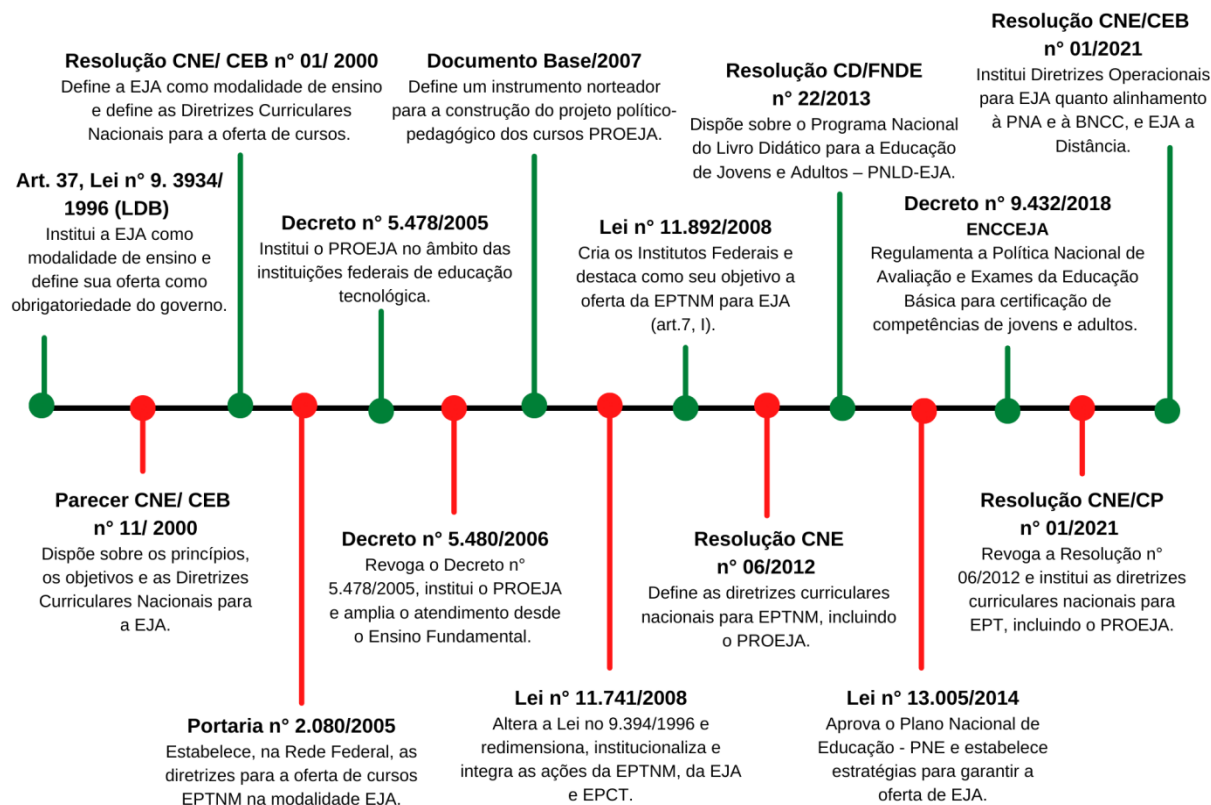 Art. 37, Lei n° 9. 3934/
1996 (LDB)
Institui a EJA como
modalidade de ensino e
define sua oferta como
obrigatoriedade do governo.
Parecer CNE/ CEB
n° 11/ 2000
Dispõe sobre os princípios,
os objetivos e as Diretrizes
Curriculares Nacionais para
a EJA.
Resolução CNE/ CEB n° 01/ 2000
Define a EJA como modalidade de ensino
e define as Diretrizes Curriculares
Nacionais para a oferta de cursos.
Portaria n° 2.080/2005
Estabelece, na Rede Federal, as
diretrizes para a oferta de cursos
EPTNM na modalidade EJA.
Decreto n° 5.478/2005
Institui o PROEJA no âmbito das
instituições federais de educação
tecnológica.
Decreto n° 5.480/2006
Revoga o Decreto n°
5.478/2005, institui o PROEJA
e amplia o atendimento desde
o Ensino Fundamental.
Documento Base/2007
Define um instrumento norteador
para a construção do projeto político-
pedagógico dos cursos PROEJA.
Lei n° 11.741/2008
Altera a Lei no 9.394/1996 e
redimensiona, institucionaliza e
integra as ações da EPTNM, da EJA
e EPCT.
Lei n° 11.892/2008
Cria os Institutos Federais e
destaca como seu objetivo a
oferta da EPTNM para EJA
(art.7, I).
Resolução CNE
n° 06/2012
Define as diretrizes curriculares
nacionais para EPTNM, incluindo
o PROEJA.
Resolução CD/FNDE
n° 22/2013
Dispõe sobre o Programa Nacional
do Livro Didático para a Educação
de Jovens e Adultos – PNLD-EJA.
Lei n° 13.005/2014
Aprova o Plano Nacional de
Educação - PNE e estabelece
estratégias para garantir a
oferta de EJA.
Decreto n° 9.432/2018
ENCCEJA
Regulamenta a Política Nacional de
Avaliação e Exames da Educação
Básica para certificação de
competências de jovens e adultos.
Resolução CNE/CP
n° 01/2021
Revoga a Resolução n°
06/2012 e institui as diretrizes
curriculares nacionais para
EPT, incluindo o PROEJA.
Resolução CNE/CEB
n° 01/2021
Institui Diretrizes Operacionais
para EJA quanto alinhamento
à PNA e à BNCC, e EJA a
Distância.